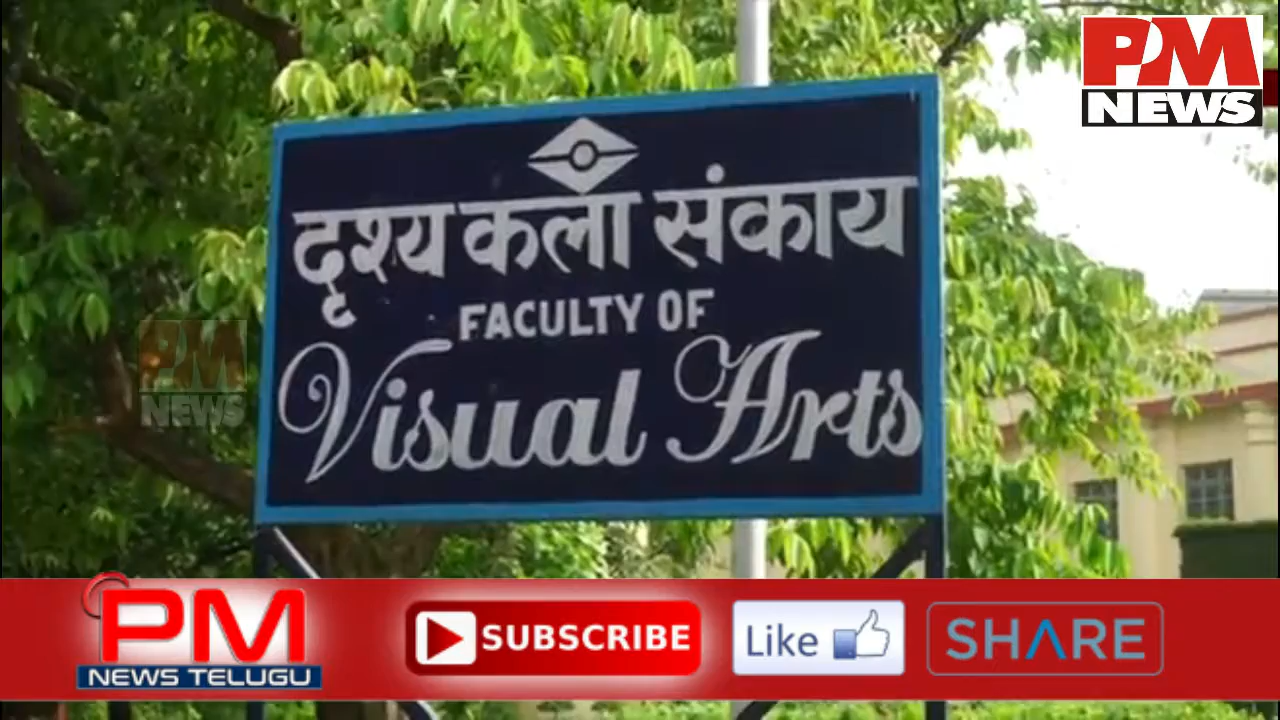 PM
NEWS
दृश्य कला संकाय
FACULTY OF
Visual Arts
PM
NEWS
PM
NEWS TELUGU
SUBSCRIBE
Like
SHARE